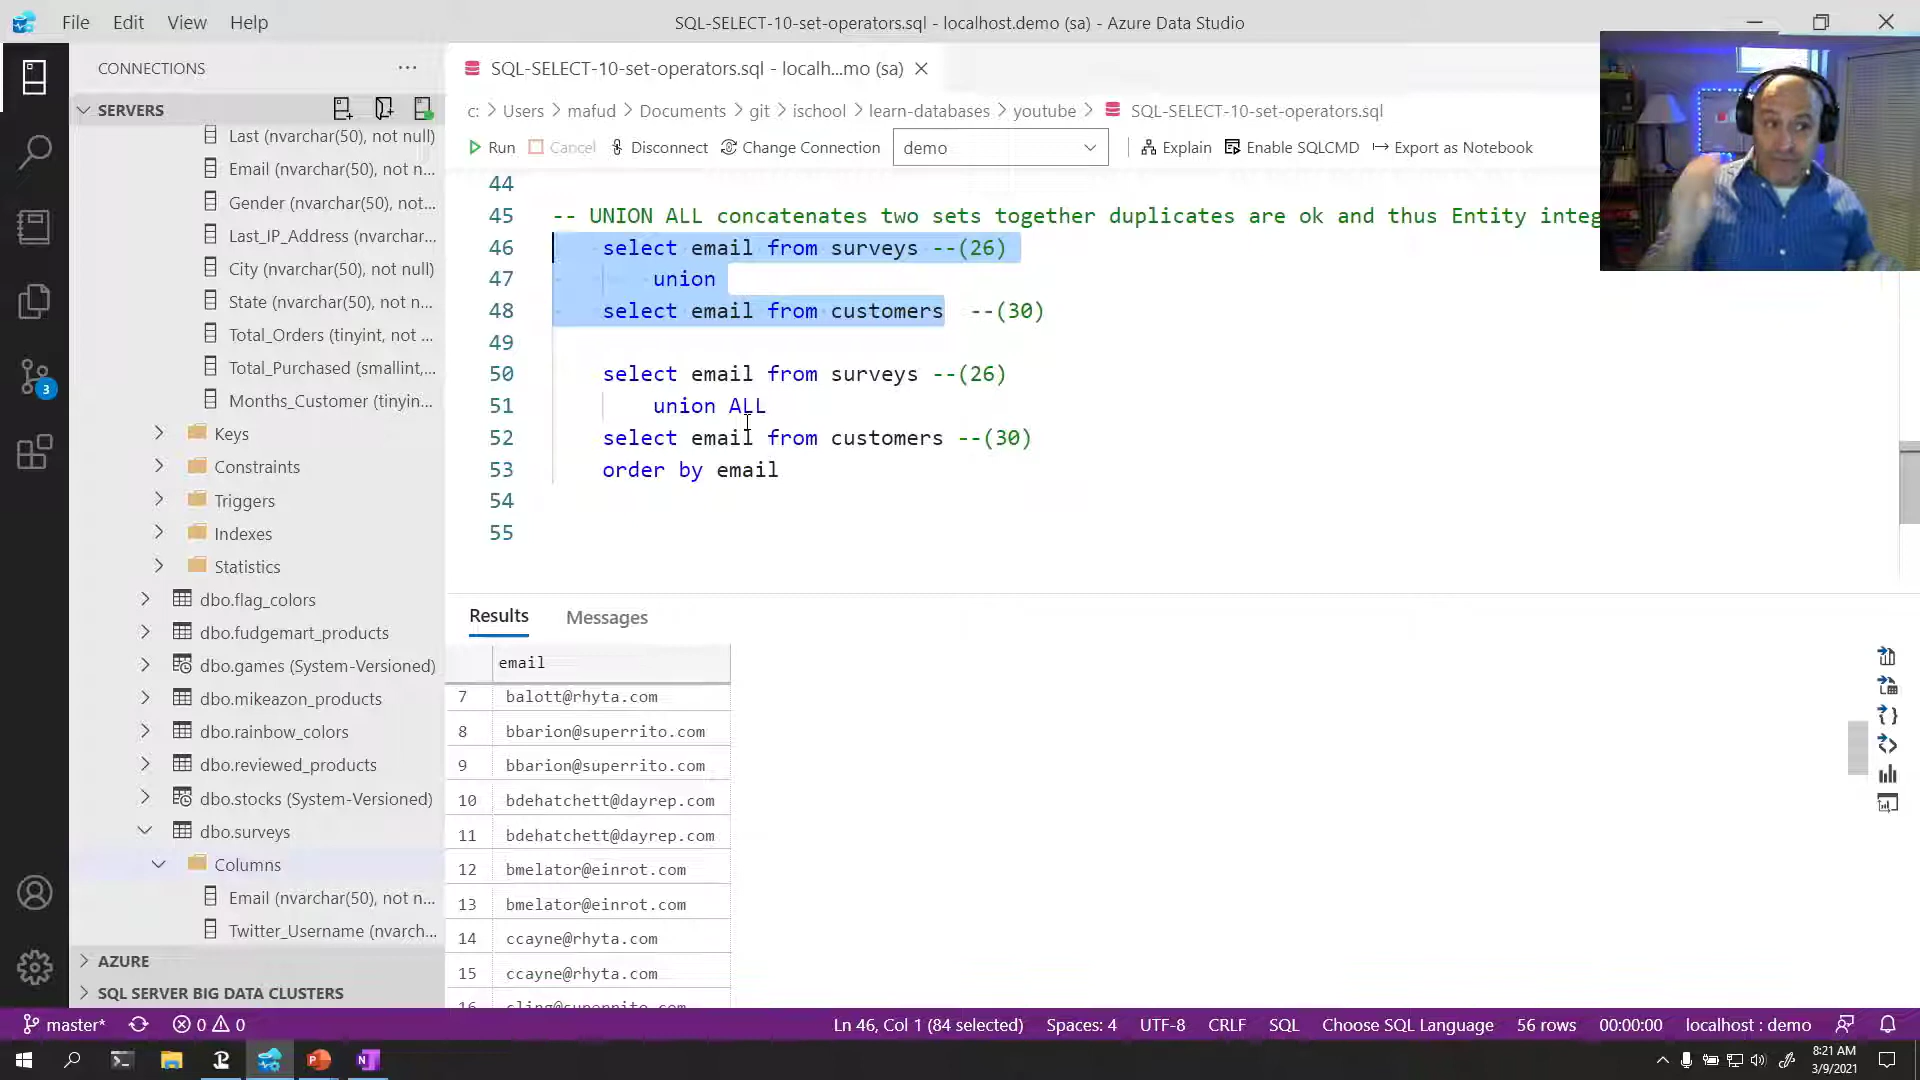 File Edit View Help
SQL-SELECT-10-set-operators.sql - localhost.demo (sa) - Azure Data Studio
CONNECTIONS
SERVERS
Last (nvarchar(50), not null)
Email (nvarchar(50), not n...
Gender (nvarchar(50), not...
Last_IP_Address (nvarchar...
City (nvarchar(50), not null)
State (nvarchar(50), not n...
Total_Orders (tinyint, not ...
Total_Purchased (smallint,...
Months_Customer (tinyin...
Keys
Constraints
Triggers
Indexes
Statistics
dbo.flag_colors
dbo.fudgemart_products
dbo.games (System-Versioned)
dbo.mikeazon_products
dbo.rainbow_colors
dbo.reviewed_products
dbo.stocks (System-Versioned)
dbo.surveys
Columns
Email (nvarchar(50), not n...
Twitter_Username (nvarch...
AZURE
SQL SERVER BIG DATA CLUSTERS
3
SQL-SELECT-10-set-operators.sql - localh...mo (sa)
c: > Users > mafud > Documents > git > ischool > learn-databases > youtube > SQL-SELECT-10-set-operators.sql
Run Cancel Disconnect Change Connection demo Explain Enable SQLCMD Export as Notebook
44
45 -- UNION ALL concatenates two sets together duplicates are ok and thus Entity integ
46 select email from surveys --(26)
47 union
48 select email from customers --(30)
49
50 select email from surveys --(26)
51 union ALL
52 select email from customers --(30)
53 order by email
54
55
Results Messages
email
7 balott@rhyta.com
8 bbarion@superrito.com
9 bbarion@superrito.com
10 bdehatchett@dayrep.com
11 bdehatchett@dayrep.com
12 bmelator@einrot.com
13 bmelator@einrot.com
14 ccayne@rhyta.com
15 ccayne@rhyta.com
16 cling@superrito.com
master* 0 0 Ln 46, Col 1 (84 selected) Spaces: 4 UTF-8 CRLF SQL Choose SQL Language 56 rows 00:00:00 localhost : demo
8:21 AM
3/9/2021